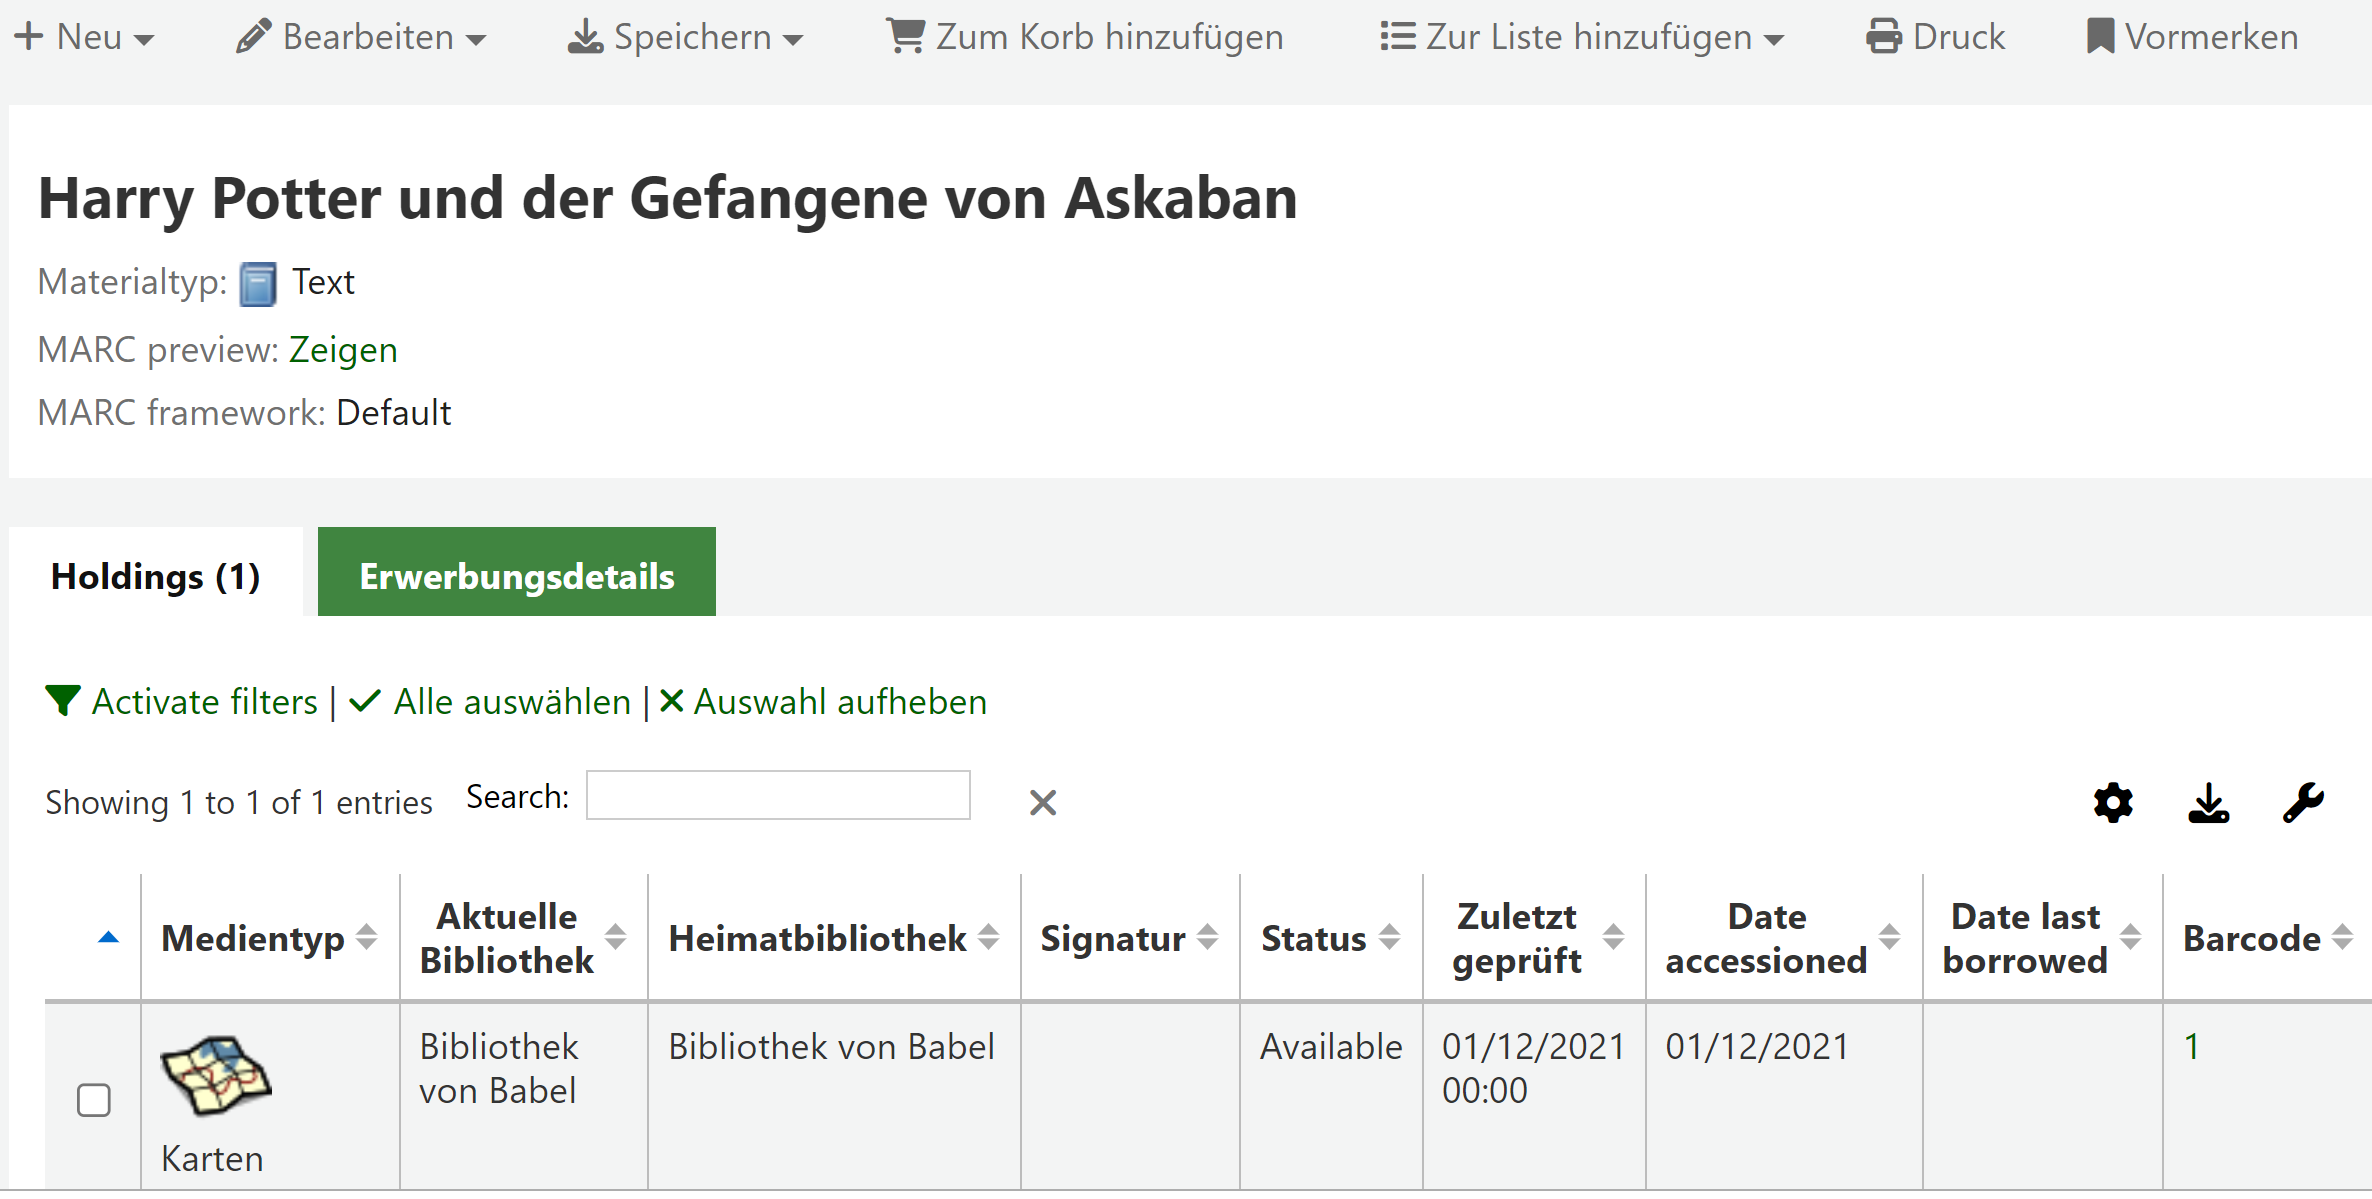 Neu Bearbeiten Speichern Zum Korb hinzufügen Zur Liste hinzufügen Druck Vormerken
Harry Potter und der Gefangene von Askaban
Materialtyp: Text
MARC preview: Zeigen
MARC framework: Default
Holdings (1) Erwerbungsdetails
Activate filters | Alle auswählen | Auswahl aufheben
Showing 1 to 1 of 1 entries Search:
Medientyp Aktuelle Bibliothek Heimatbibliothek Signatur Status Zuletzt geprüft Date accessioned Date last borrowed Barcode
Karten Bibliothek von Babel Bibliothek von Babel Available 01/12/2021 00:00 01/12/2021 1